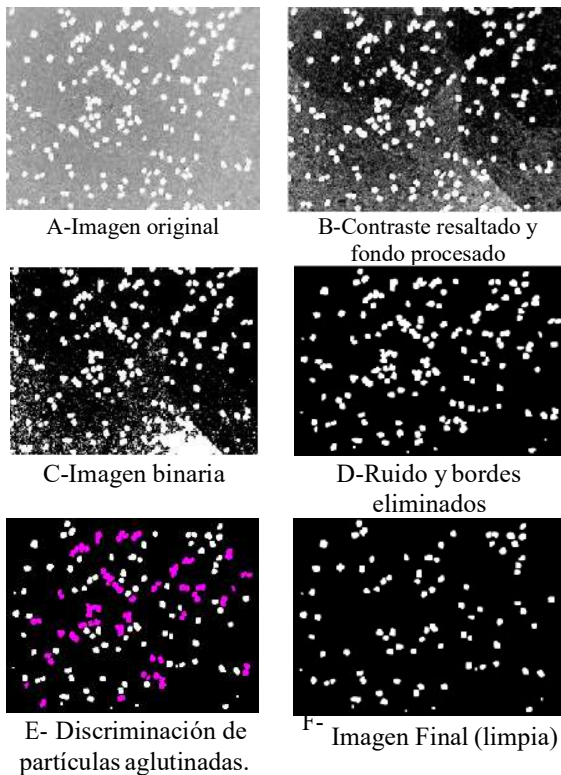 A-Imagen original
B-Contraste resaltado y
fondo procesado
C-Imagen binaria
D-Ruido y bordes
eliminados
E- Discriminación de
partículas aglutinadas.
F- Imagen Final (limpia)